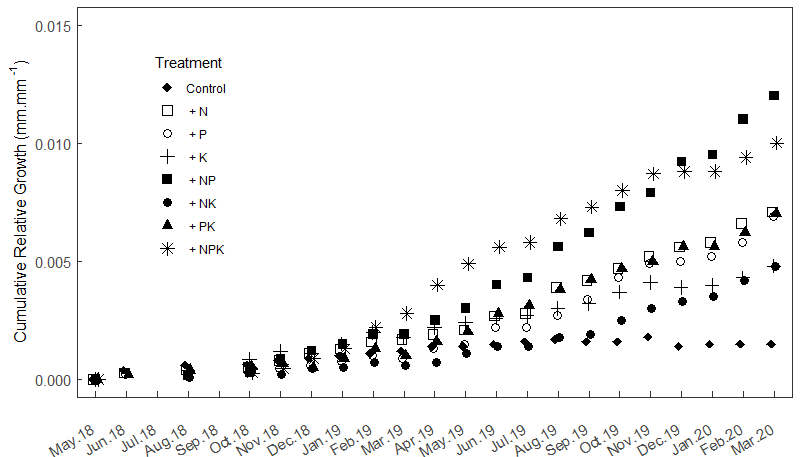 0.015
0.010
0.005
0.000
Cumulative Relative Growth (mm.mm⁻¹)
Treatment
Control
+ N
+ P
+ K
+ NP
+ NK
+ PK
+ NPK
May.18
Jun.18
Jul.18
Aug.18
Sep.18
Oct.18
Nov.18
Dec.18
Jan.19
Feb.19
Mar.19
Apr.19
May.19
Jun.19
Jul.19
Aug.19
Sep.19
Oct.19
Nov.19
Dec.19
Jan.20
Feb.20
Mar.20